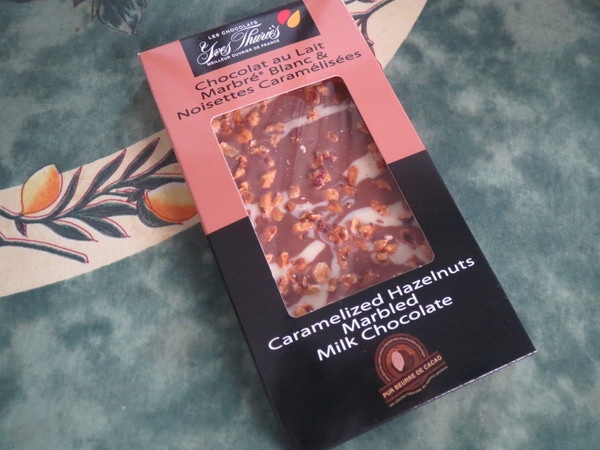 LES CHOCOLATS
Yves Thuriès
MEILLEUR OUVRIER DE FRANCE
Chocolat au Lait
Marbré* Blanc &
Noisettes Caramélisées
Caramelized Hazelnuts
Marbled
Milk Chocolate
PUR BEURRE DE CACAO